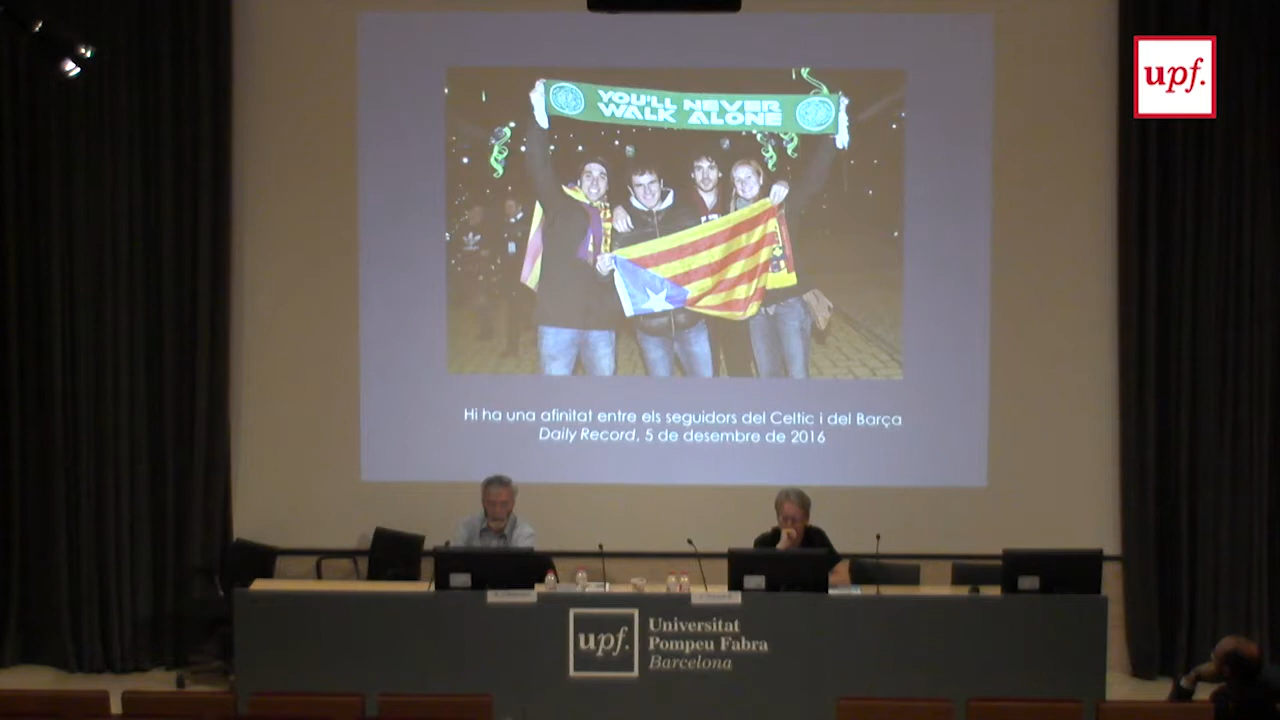 upf.
YOU'LL NEVER
WALK ALONE
Hi ha una afinitat entre els seguidors del Celtic i del Barça
Daily Record, 5 de desembre de 2016
upf.
Universitat
Pompeu Fabra
Barcelona